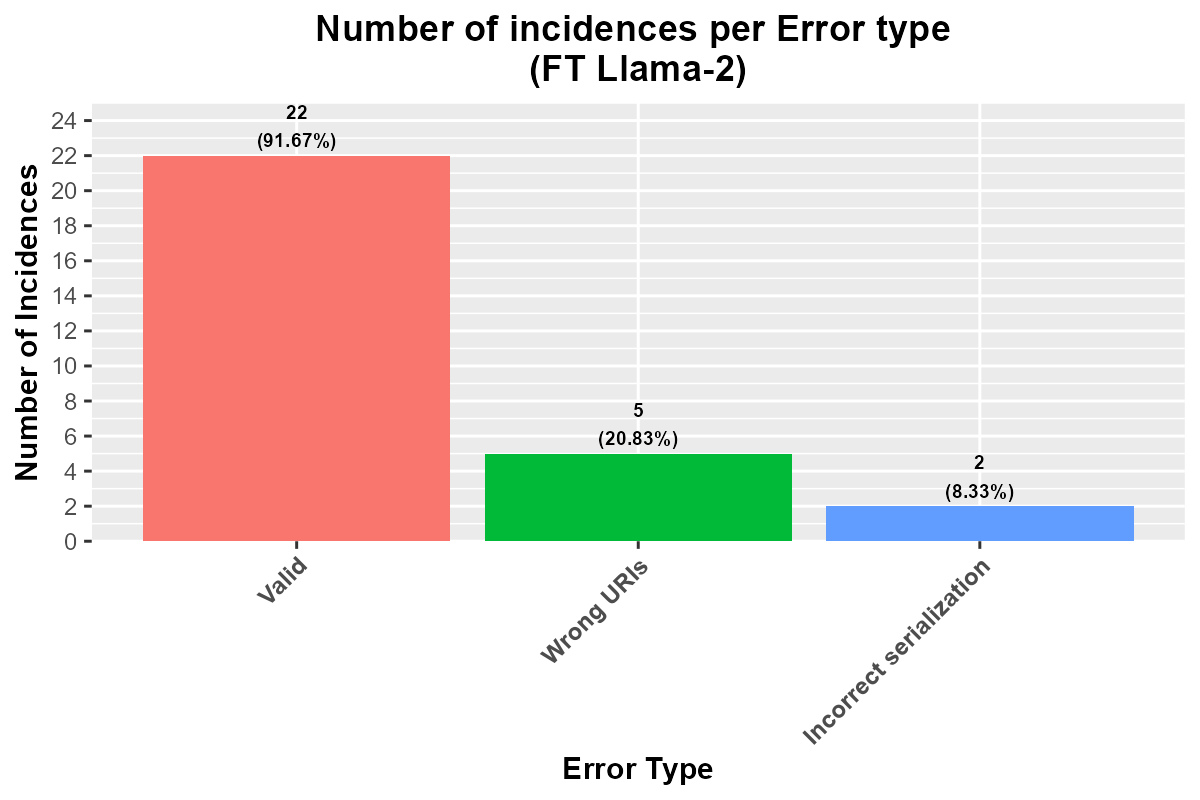 Number of incidences per Error type
(FT Llama-2)
Number of Incidences
24
22
20
18
16
14
12
10
8
6
4
2
0
22
(91.67%)
5
(20.83%)
2
(8.33%)
Valid
Wrong URIs
Incorrect serialization
Error Type